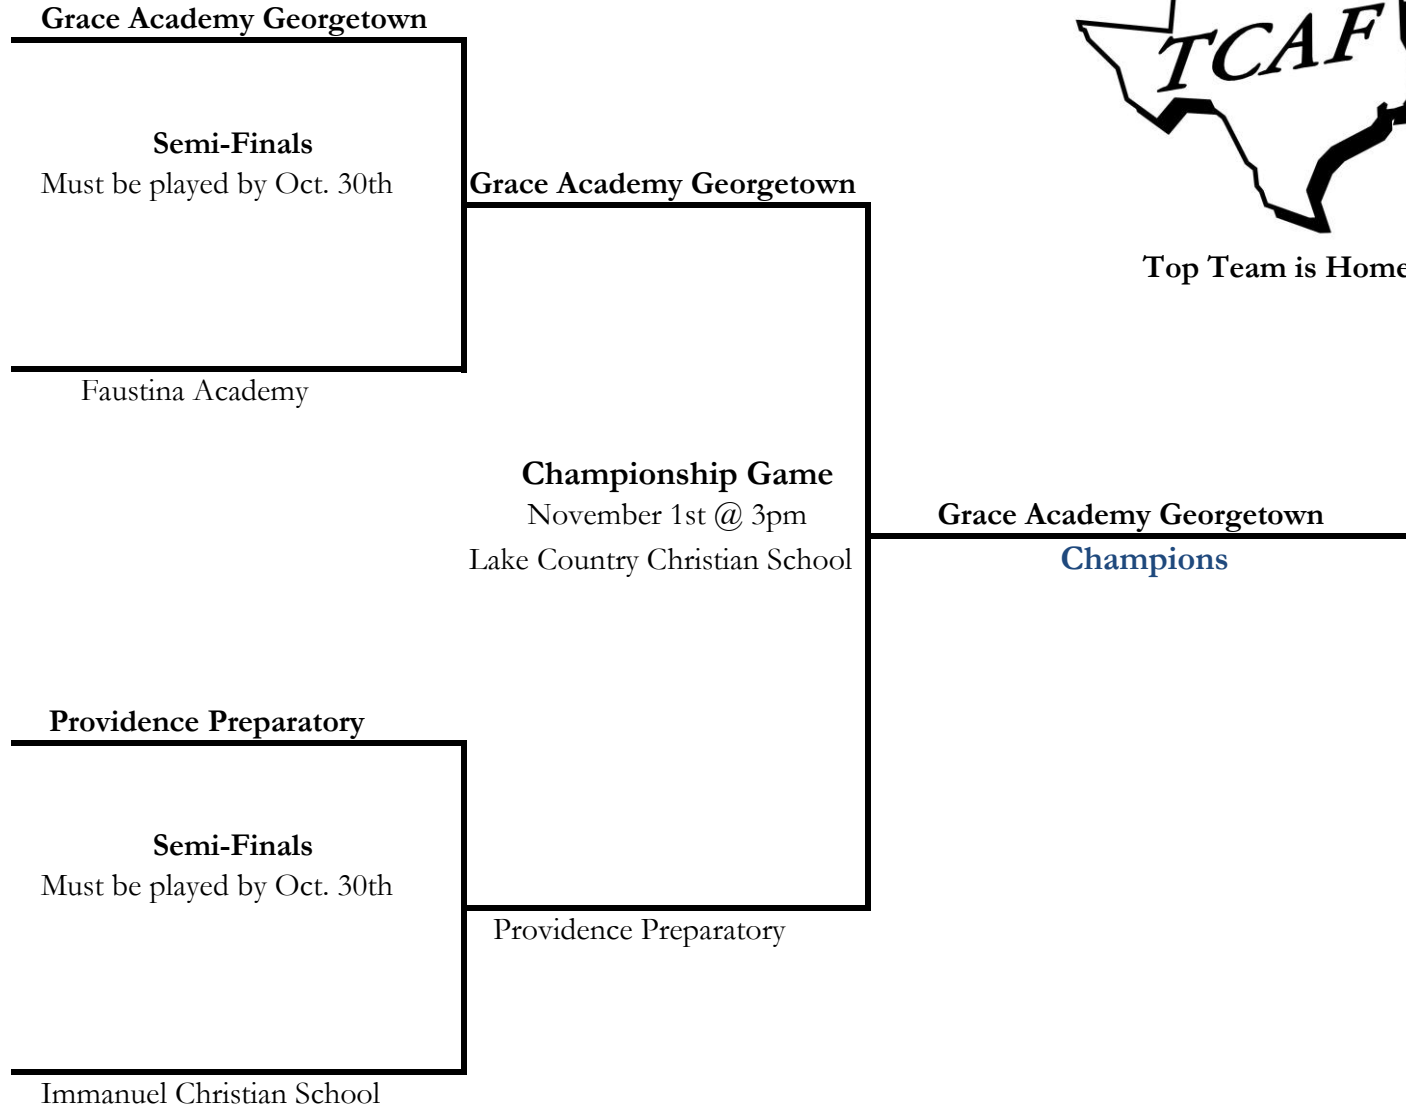 Grace Academy Georgetown
TCAF
Semi-Finals
Must be played by Oct. 30th
Grace Academy Georgetown
Top Team is Home
Faustina Academy
Championship Game
November 1st @ 3pm
Lake Country Christian School
Grace Academy Georgetown
Champions
Providence Preparatory
Semi-Finals
Must be played by Oct. 30th
Providence Preparatory
Immanuel Christian School